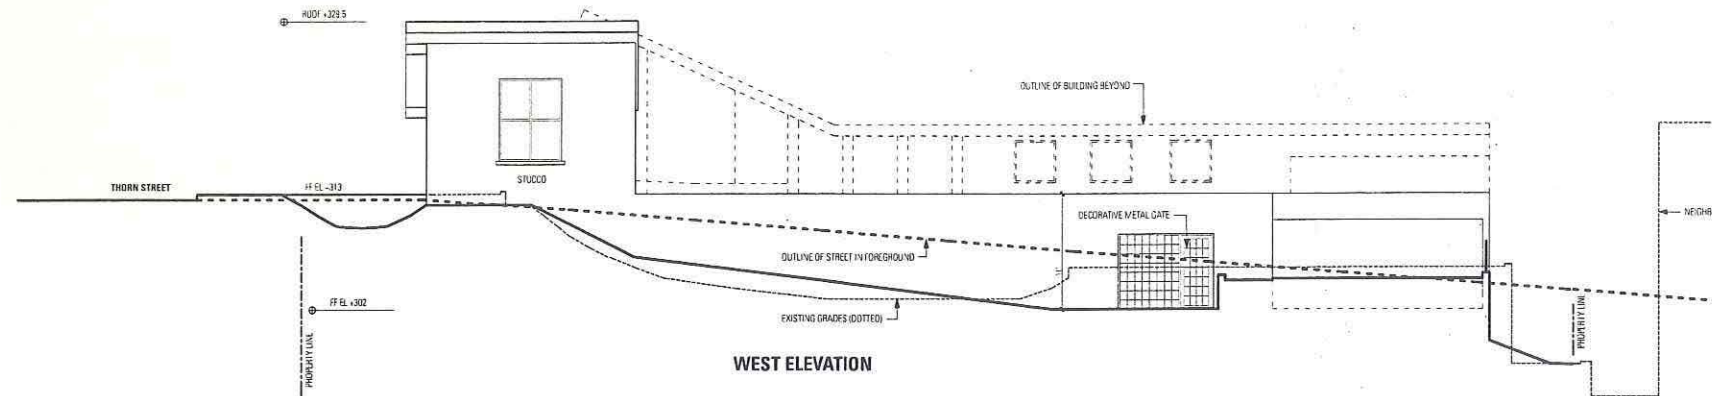 ROOF +329.5
OUTLINE OF BUILDING BEYOND
STUCCO
THORN STREET
FF EL +313
NEIGHB
DECORATIVE METAL GATE
OUTLINE OF STREET IN FOREGROUND
FF EL +302
EXISTING GRADES (DOTTED)
PROPERTY LINE
PROPERTY LINE
WEST ELEVATION